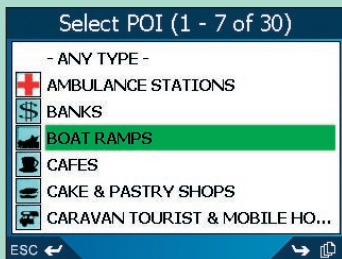 Select POI (1 - 7 of 30)
- ANY TYPE -
AMBULANCE STATIONS
BANKS
BOAT RAMPS
CAFES
CAKE & PASTRY SHOPS
CARAVAN TOURIST & MOBILE HO...
ESC